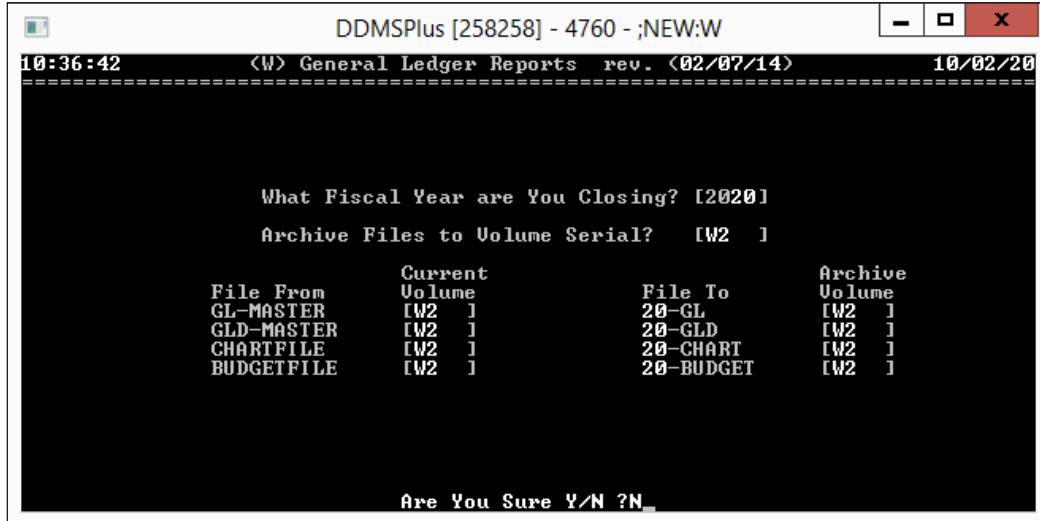 DDMSPlus [258258] - 4760 - ;NEW:W
10:36:42 (W) General Ledger Reports rev. (02/07/14) 10/02/20
================================================================================
What Fiscal Year are You Closing? [2020]
Archive Files to Volume Serial? [W2 ]
Current Archive
File From Volume File To Volume
GL-MASTER [W2 ] 20-GL [W2 ]
GLD-MASTER [W2 ] 20-GLD [W2 ]
CHARTFILE [W2 ] 20-CHART [W2 ]
BUDGETFILE [W2 ] 20-BUDGET [W2 ]
Are You Sure Y/N ?N_